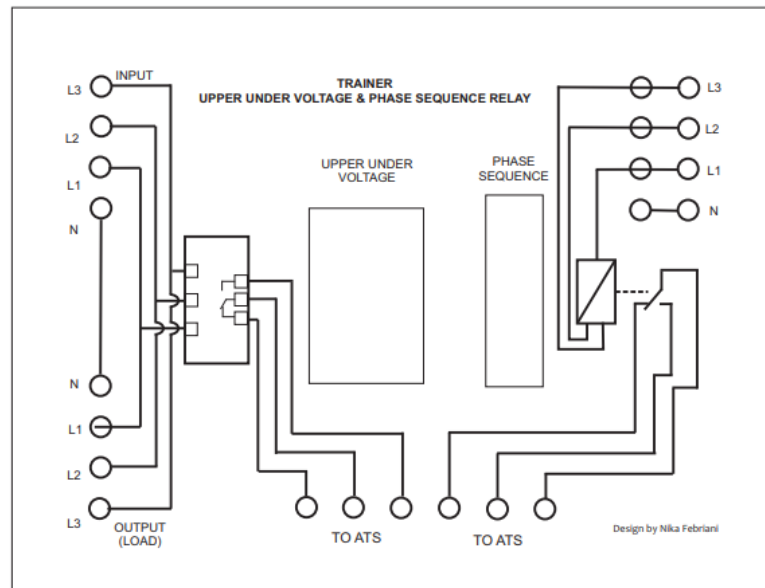 INPUT
L3
L2
L1
N
N
L1
L2
L3
OUTPUT
(LOAD)
TRAINER
UPPER UNDER VOLTAGE & PHASE SEQUENCE RELAY
UPPER UNDER
VOLTAGE
PHASE
SEQUENCE
L3
L2
L1
N
TO ATS
TO ATS
Design by Nika Febriani